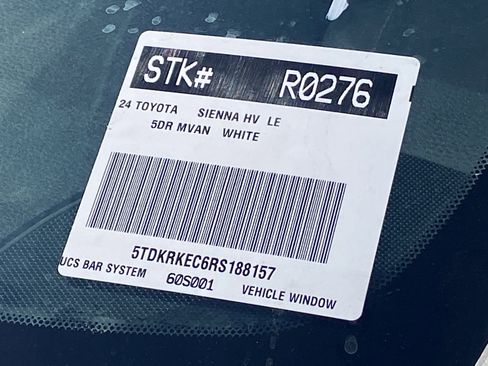 STK# R0276
24 TOYOTA SIENNA HV LE
5DR MVAN WHITE
5TDKRKEC6RS188157
UCS BAR SYSTEM 60S001 VEHICLE WINDOW